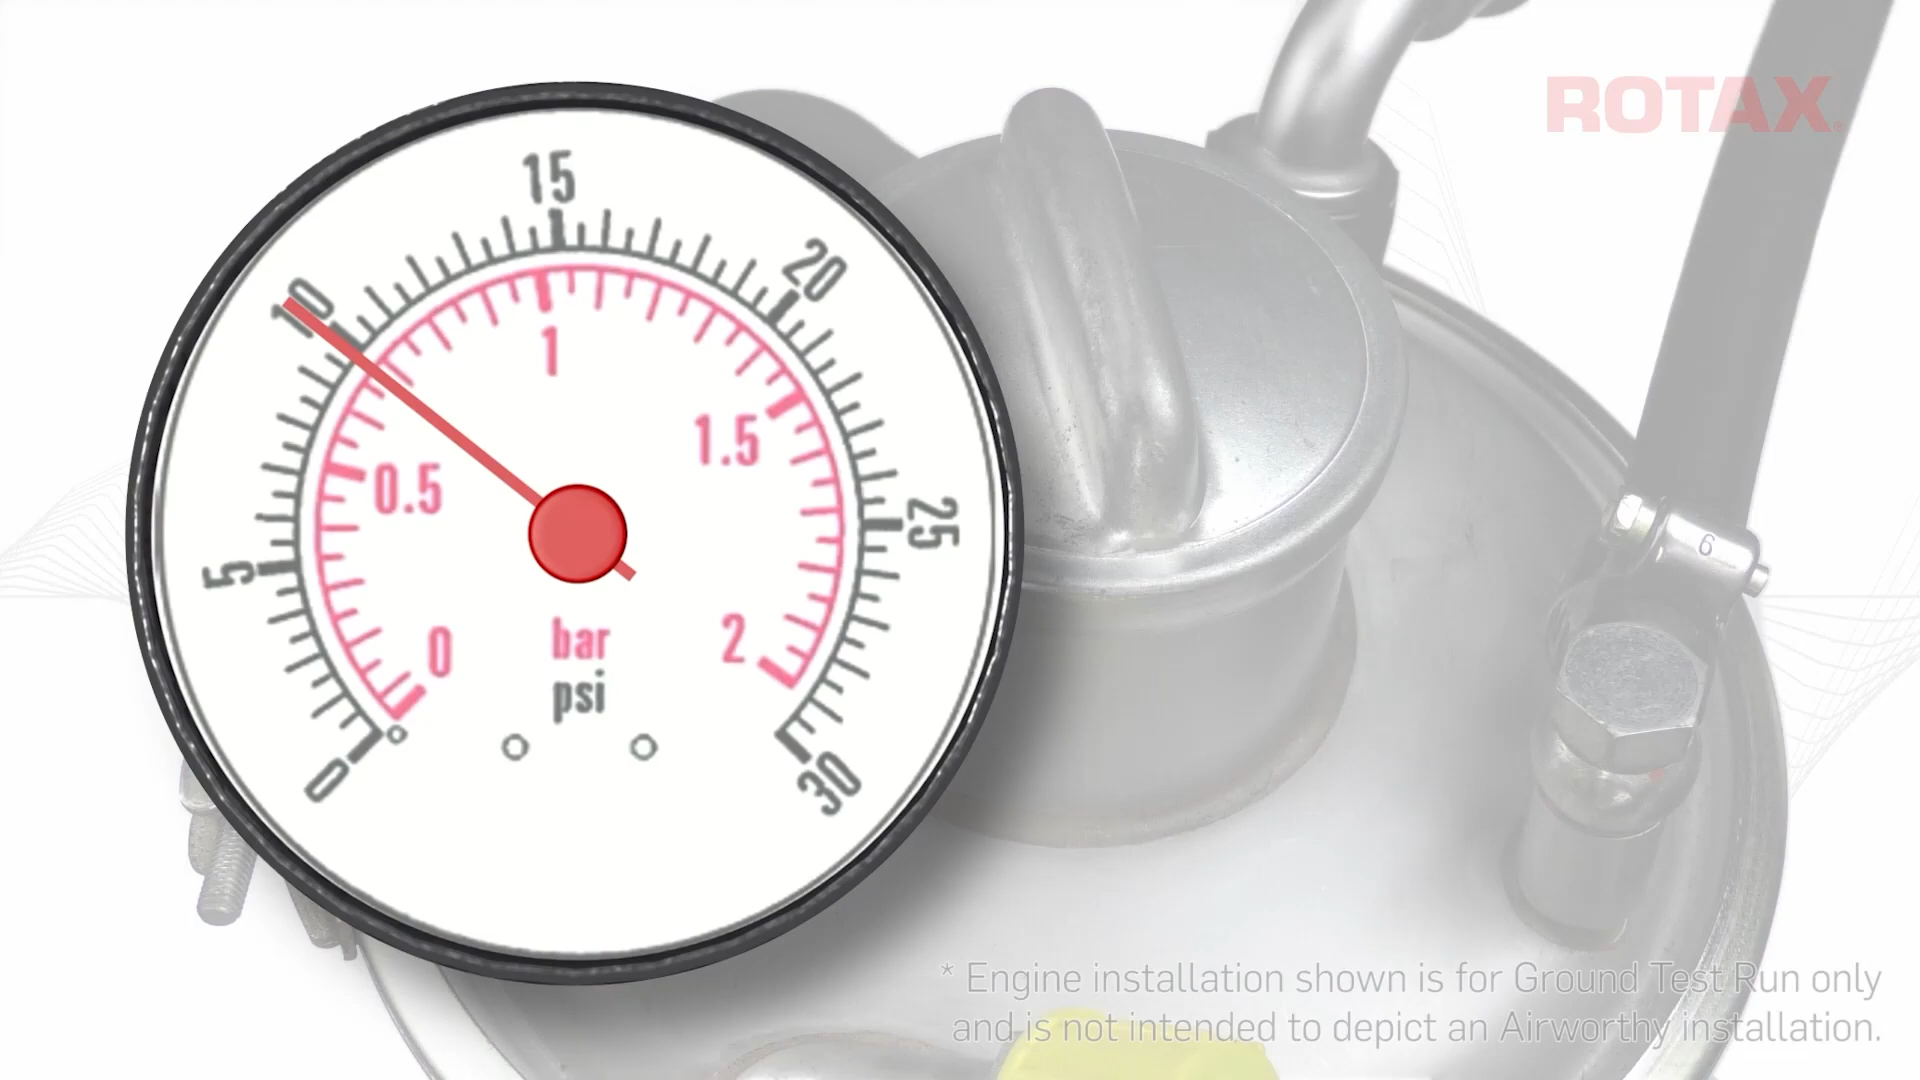 ROTAX
0
5
10
15
20
25
30
0
0.5
1
1.5
2
bar
psi
6
* Engine installation shown is for Ground Test Run only
and is not intended to depict an Airworthy installation.